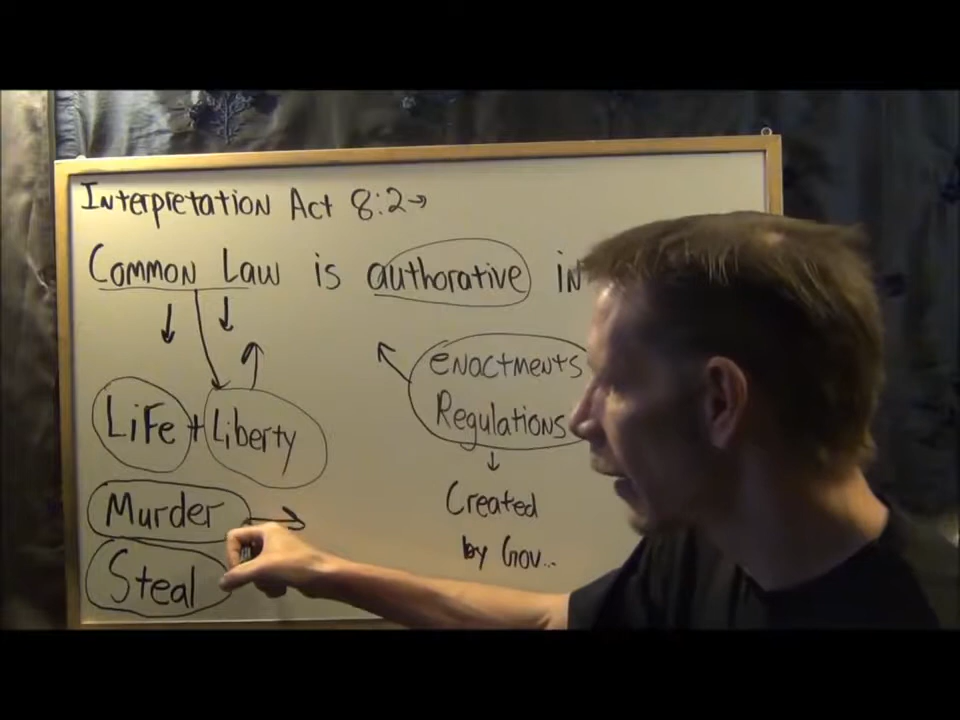 Interpretation Act 8:2→
Common Law is authorative in
Life + Liberty
Murder
Steal
enactments
Regulations
Created
by Gov...